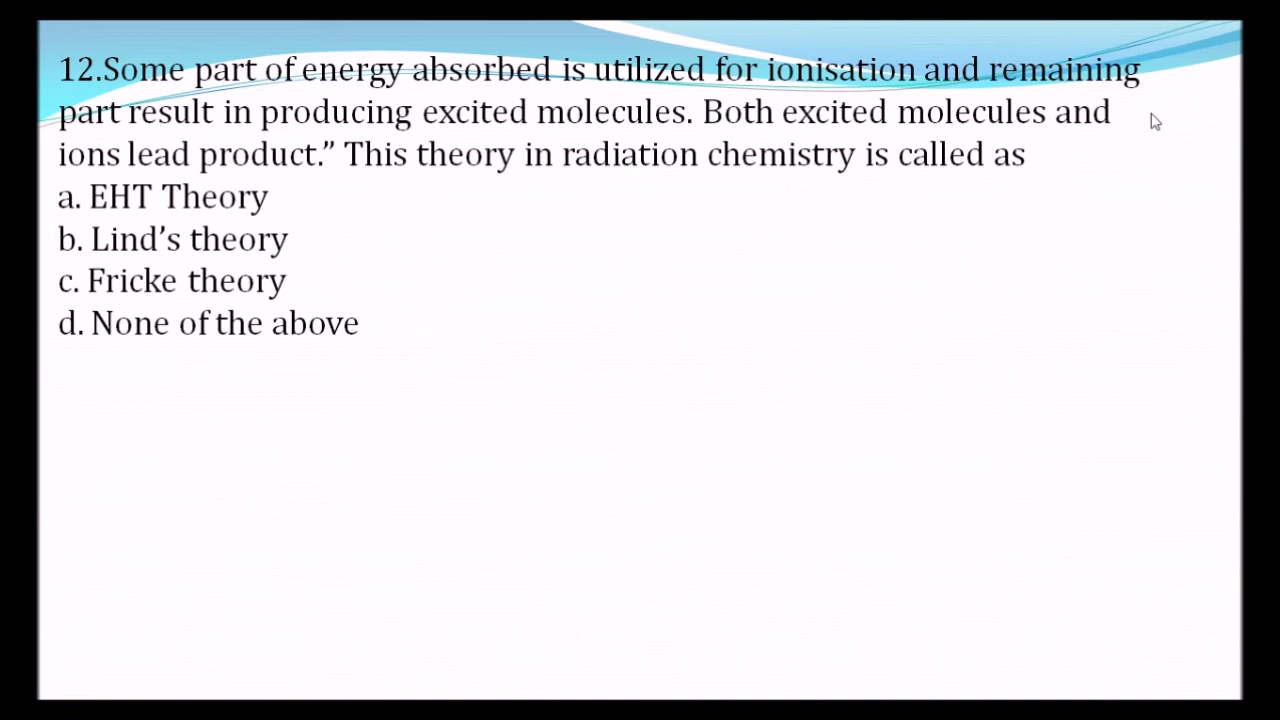 12.Some part of energy absorbed is utilized for ionisation and remaining
part result in producing excited molecules. Both excited molecules and
ions lead product.” This theory in radiation chemistry is called as
a. EHT Theory
b. Lind’s theory
c. Fricke theory
d. None of the above